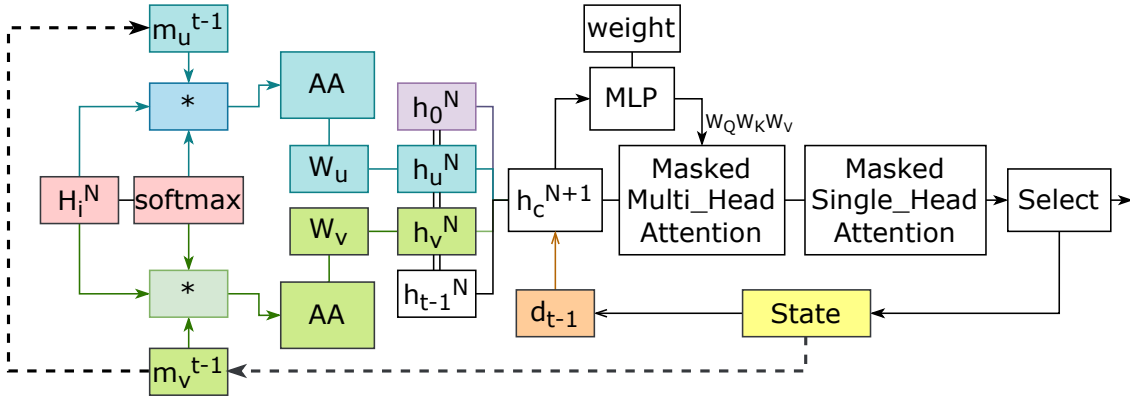 m_u^{t-1}
weight
AA
*
MLP
h_0^N
W_Q W_K W_V
W_u
h_u^N
Masked
Multi_Head
Attention
Masked
Single_Head
Attention
H_i^N
softmax
h_c^{N+1}
Select
W_v
h_v^N
*
h_{t-1}^N
AA
d_{t-1}
State
m_v^{t-1}